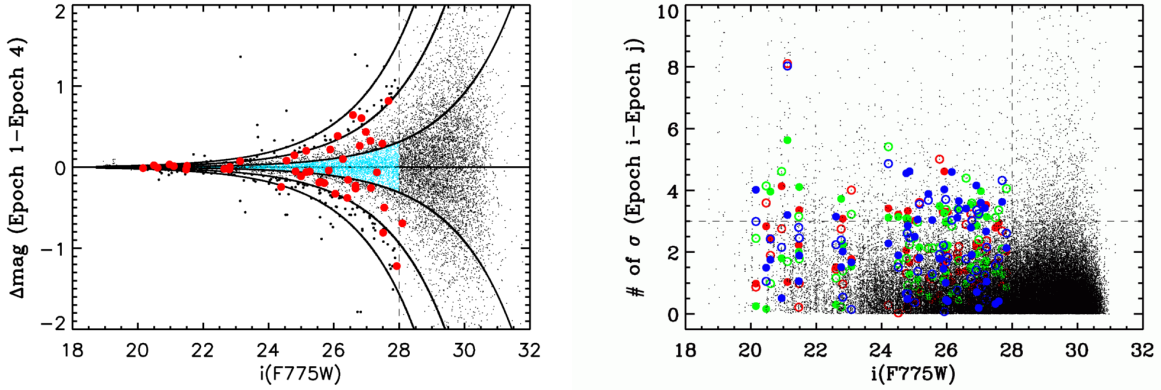 Δmag (Epoch 1-Epoch 4)
2
1
0
-1
-2
18 20 22 24 26 28 30 32
i(F775W)
# of σ (Epoch i-Epoch j)
10
8
6
4
2
0
18 20 22 24 26 28 30 32
i(F775W)